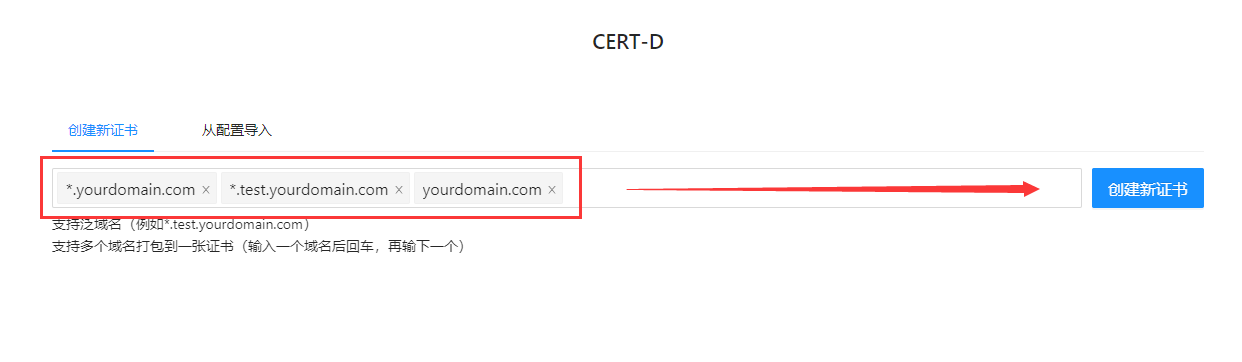 CERT-D
创建新证书 从配置导入
*.yourdomain.com × *.test.yourdomain.com × yourdomain.com × 创建新证书
支持泛域名（例如*.test.yourdomain.com）
支持多个域名打包到一张证书（输入一个域名后回车，再输下一个）